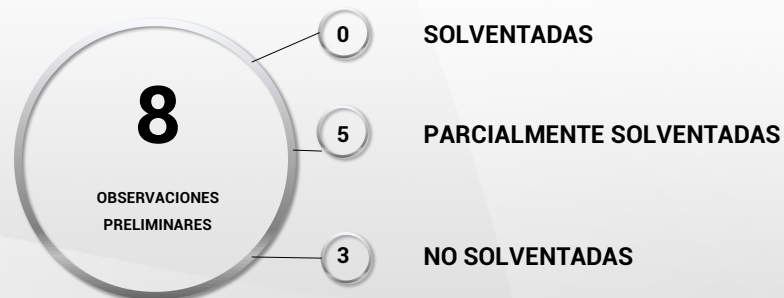 8
OBSERVACIONES
PRELIMINARES
0 SOLVENTADAS
5 PARCIALMENTE SOLVENTADAS
3 NO SOLVENTADAS